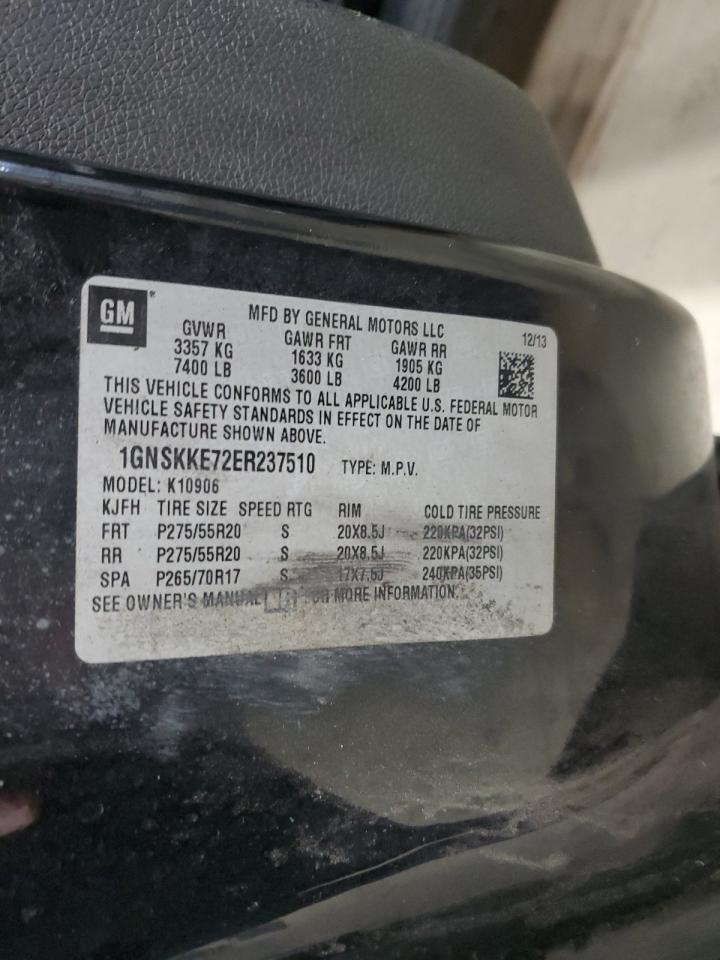 GM
MFD BY GENERAL MOTORS LLC
12/13
GVWR GAWR FRT GAWR RR
3357 KG 1633 KG 1905 KG
7400 LB 3600 LB 4200 LB
THIS VEHICLE CONFORMS TO ALL APPLICABLE U.S. FEDERAL MOTOR
VEHICLE SAFETY STANDARDS IN EFFECT ON THE DATE OF
MANUFACTURE SHOWN ABOVE.
1GNSKKE72ER237510 TYPE: M.P.V.
MODEL: K10906
KJFH TIRE SIZE SPEED RTG RIM COLD TIRE PRESSURE
FRT P275/55R20 S 20X8.5J 220KPA(32PSI)
RR P275/55R20 S 20X8.5J 220KPA(32PSI)
SPA P265/70R17 S 17X7.5J 240KPA(35PSI)
SEE OWNER'S MANUAL FOR MORE INFORMATION.